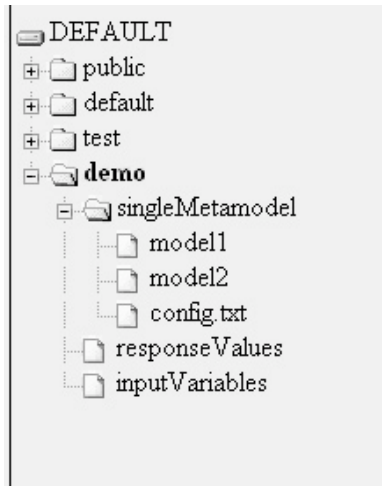 DEFAULT
public
default
test
demo
singleMetamodel
model1
model2
config.txt
responseValues
inputVariables